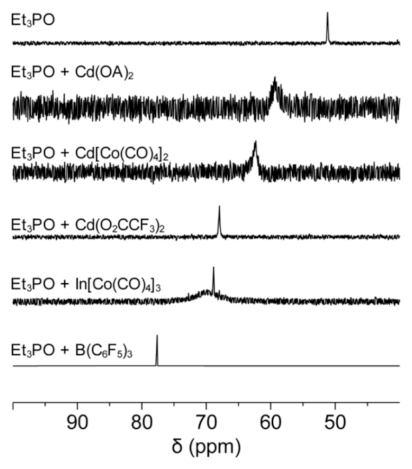 Et₃PO
Et₃PO + Cd(OA)₂
Et₃PO + Cd[Co(CO)₄]₂
Et₃PO + Cd(O₂CCF₃)₂
Et₃PO + In[Co(CO)₄]₃
Et₃PO + B(C₆F₅)₃
90 80 70 60 50
δ (ppm)